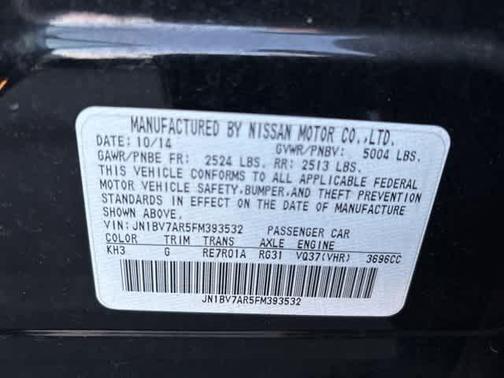 MANUFACTURED BY NISSAN MOTOR CO.,LTD.
DATE: 10/14 GVWR/PNBV: 5004 LBS.
GAWR/PNBE FR: 2524 LBS. RR: 2513 LBS.
THIS VEHICLE CONFORMS TO ALL APPLICABLE FEDERAL
MOTOR VEHICLE SAFETY,BUMPER,AND THEFT PREVENTION
STANDARDS IN EFFECT ON THE DATE OF MANUFACTURE
SHOWN ABOVE.
VIN: JN1BV7AR5FM393532 PASSENGER CAR
COLOR TRIM TRANS AXLE ENGINE
KH3 G RE7R01A RG31 VQ37(VHR) 3696CC
JN1BV7AR5FM393532